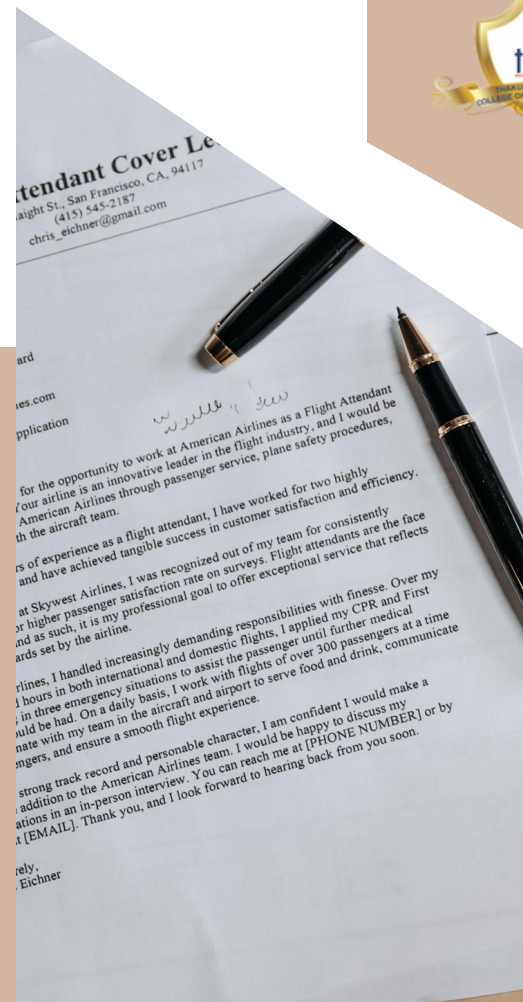 THAKUR
COLLEGE OF
tendant Cover Le
aight St., San Francisco, CA, 94117
(415) 545-2187
chris_eichner@gmail.com
ard
es.com
pplication
for the opportunity to work at American Airlines as a Flight Attendant
Your airline is an innovative leader in the flight industry, and I would be
American Airlines through passenger service, plane safety procedures,
th the aircraft team.
rs of experience as a flight attendant, I have worked for two highly
and have achieved tangible success in customer satisfaction and efficiency.
at Skywest Airlines, I was recognized out of my team for consistently
or higher passenger satisfaction rate on surveys. Flight attendants are the face
nd as such, it is my professional goal to offer exceptional service that reflects
ards set by the airline.
rlines, I handled increasingly demanding responsibilities with finesse. Over my
d hours in both international and domestic flights, I applied my CPR and First
g in three emergency situations to assist the passenger until further medical
ould be had. On a daily basis, I work with flights of over 300 passengers at a time
nate with my team in the aircraft and airport to serve food and drink, communicate
engers, and ensure a smooth flight experience.
strong track record and personable character, I am confident I would make a
addition to the American Airlines team. I would be happy to discuss my
ations in an in-person interview. You can reach me at [PHONE NUMBER] or by
t [EMAIL]. Thank you, and I look forward to hearing back from you soon.
rely,
Eichner